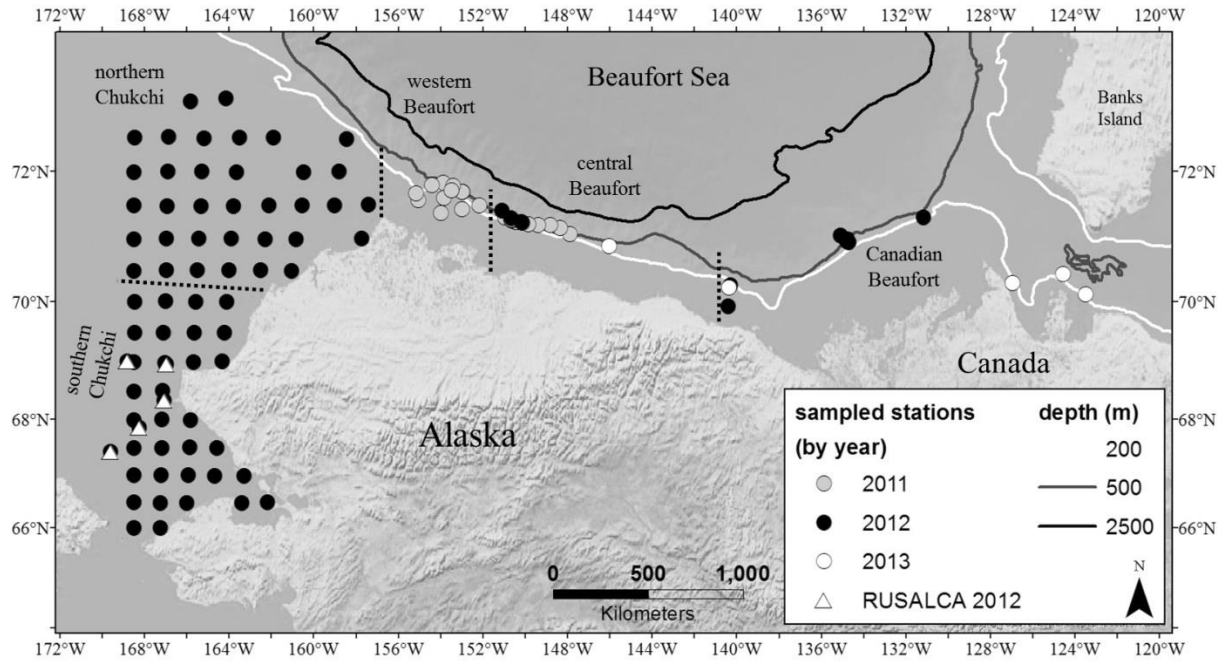 172°W 168°W 164°W 160°W 156°W 152°W 148°W 144°W 140°W 136°W 132°W 128°W 124°W 120°W
northern
Chukchi
western
Beaufort
Beaufort Sea
Banks
Island
72°N
72°N
central
Beaufort
Canadian
Beaufort
70°N
70°N
southern
Chukchi
Canada
68°N
68°N
Alaska
66°N
66°N
sampled stations
(by year)
2011
2012
2013
RUSALCA 2012
depth (m)
200
500
2500
N
0 500 1,000
Kilometers
172°W 168°W 164°W 160°W 156°W 152°W 148°W 144°W 140°W 136°W 132°W 128°W 124°W 120°W